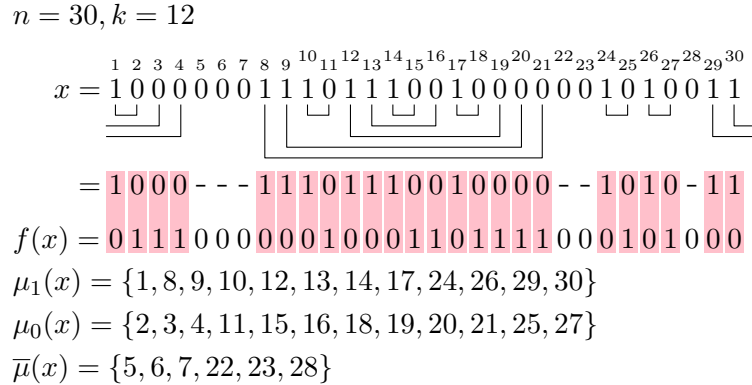 n = 30, k = 12
1 2 3 4 5 6 7 8 9 10 11 12 13 14 15 16 17 18 19 20 21 22 23 24 25 26 27 28 29 30
x = 1 0 0 0 0 0 0 1 1 1 0 1 1 1 0 0 1 0 0 0 0 0 0 1 0 1 0 0 1 1
= 1 0 0 0 - - - 1 1 1 0 1 1 1 0 0 1 0 0 0 0 - - 1 0 1 0 - 1 1
f(x) = 0 1 1 1 0 0 0 0 0 0 1 0 0 0 1 1 0 1 1 1 1 0 0 0 1 0 1 0 0 0
μ₁(x) = {1, 8, 9, 10, 12, 13, 14, 17, 24, 26, 29, 30}
μ₀(x) = {2, 3, 4, 11, 15, 16, 18, 19, 20, 21, 25, 27}
μ̅(x) = {5, 6, 7, 22, 23, 28}